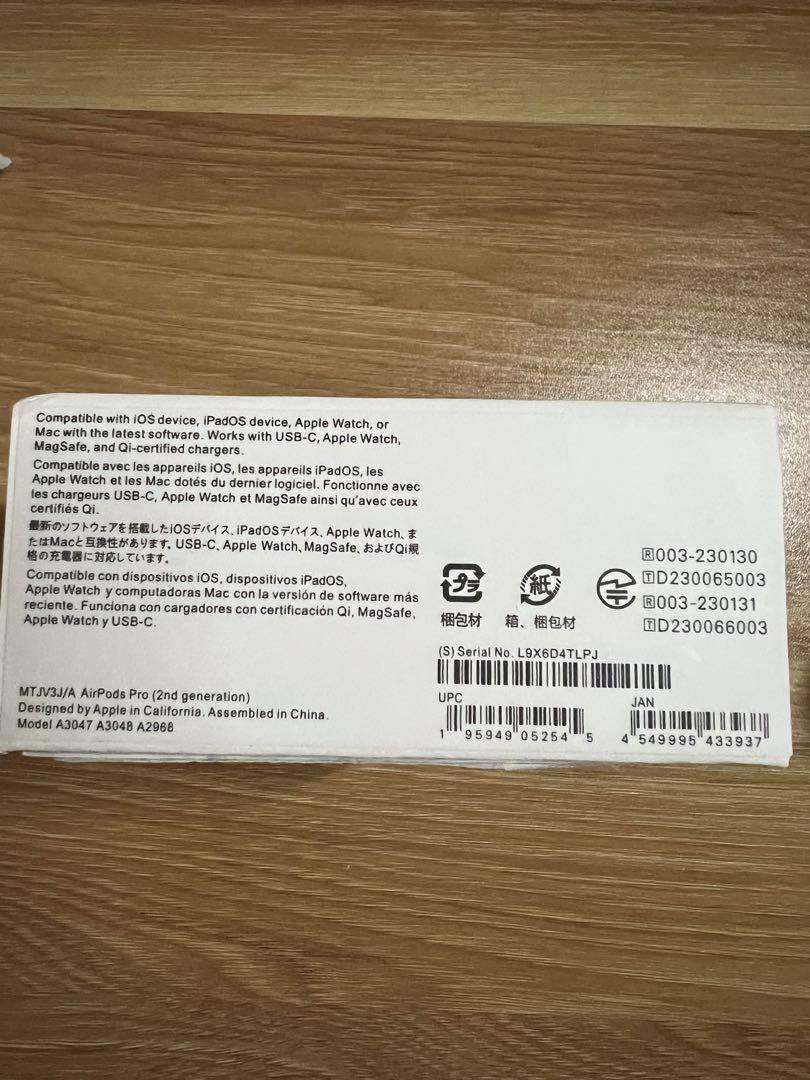 Compatible with iOS device, iPadOS device, Apple Watch, or
Mac with the latest software. Works with USB-C, Apple Watch,
MagSafe, and Qi-certified chargers.
Compatible avec les appareils iOS, les appareils iPadOS, les
Apple Watch et les Mac dotés du dernier logiciel. Fonctionne avec
les chargeurs USB-C, Apple Watch et MagSafe ainsi qu'avec ceux
certifiés Qi.
最新のソフトウェアを搭載したiOSデバイス、iPadOSデバイス、Apple Watch、ま
たはMacと互換性があります。USB-C、Apple Watch、MagSafe、およびQi規
格の充電器に対応しています。
Compatible con dispositivos iOS, dispositivos iPadOS,
Apple Watch y computadoras Mac con la versión de software más
reciente. Funciona con cargadores con certificación Qi, MagSafe,
Apple Watch y USB-C.
MTJV3J/A AirPods Pro (2nd generation)
Designed by Apple in California. Assembled in China.
Model A3047 A3048 A2968
プラ
梱包材
紙
箱、梱包材
R 003-230130
T D230065003
R 003-230131
T D230066003
(S) Serial No. L9X6D4TLPJ
UPC
1 95949 05254 5
JAN
4 549995 433937